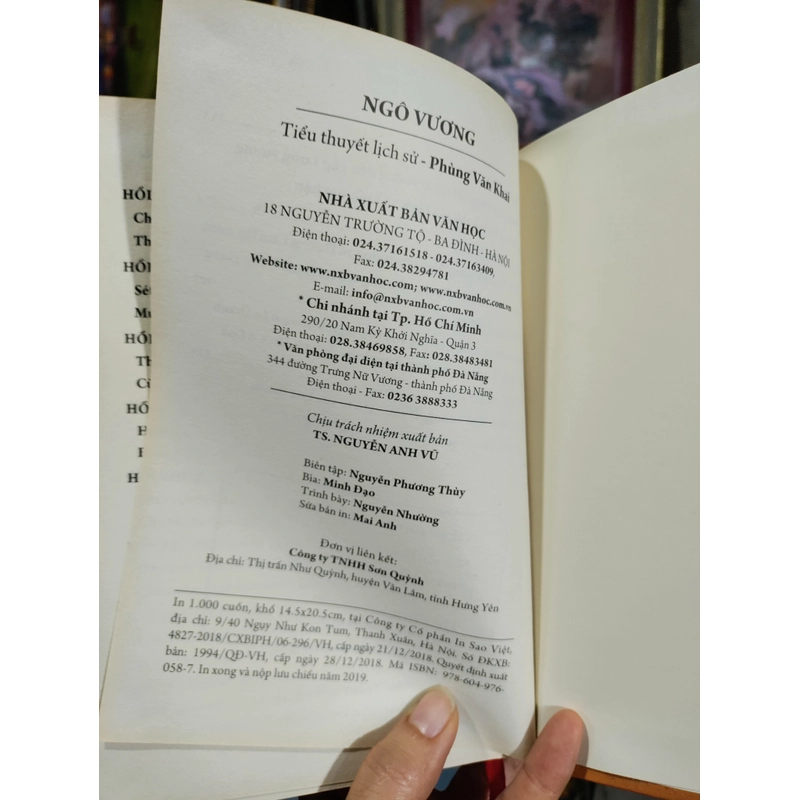 NGÔ VƯƠNG
Tiểu thuyết lịch sử - Phùng Văn Khai
NHÀ XUẤT BẢN VĂN HỌC
18 NGUYỄN TRƯỜNG TỘ - BA ĐÌNH - HÀ NỘI
Điện thoại: 024.37161518 - 024.37163409,
Fax: 024.38294781
Website: www.nxbvanhoc.com; www.nxbvanhoc.com.vn
E-mail: info@nxbvanhoc.com.vn
* Chi nhánh tại Tp. Hồ Chí Minh
290/20 Nam Kỳ Khởi Nghĩa - Quận 3
Điện thoại: 028.38469858, Fax: 028.38483481
* Văn phòng đại diện tại thành phố Đà Nẵng
344 đường Trưng Nữ Vương - thành phố Đà Nẵng
Điện thoại - Fax: 0236 3888333
Chịu trách nhiệm xuất bản
TS. NGUYỄN ANH VŨ
Biên tập: Nguyễn Phương Thùy
Bìa: Minh Đạo
Trình bày: Nguyễn Nhường
Sửa bản in: Mai Anh
Đơn vị liên kết:
Công ty TNHH Sơn Quỳnh
Địa chỉ: Thị trấn Như Quỳnh, huyện Văn Lâm, tỉnh Hưng Yên
In 1.000 cuốn, khổ 14.5x20.5cm, tại Công ty Cổ phần In Sao Việt,
địa chỉ: 9/40 Ngụy Như Kon Tum, Thanh Xuân, Hà Nội. Số ĐKXB:
4827-2018/CXBIPH/06-296/VH, cấp ngày 21/12/2018. Quyết định xuất
bản: 1994/QĐ-VH, cấp ngày 28/12/2018. Mã ISBN: 978-604-976-
058-7. In xong và nộp lưu chiểu năm 2019.
HỒI
Ch
Th
HỒI
Sé
Mu
HỒI
Th
Cù
HỒ
H